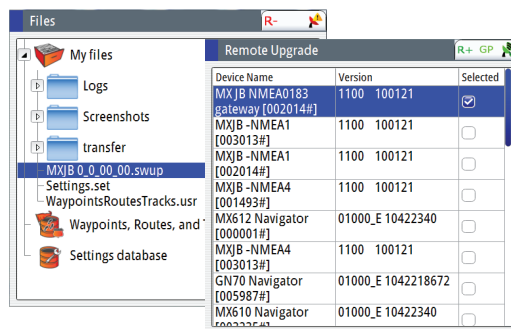 Files
R-
My files
Logs
Screenshots
transfer
MXJB 0_0_00_00.swup
Settings.set
WaypointsRoutesTracks.usr
Waypoints, Routes, and
Settings database
Remote Upgrade
R+ GP
Device Name Version Selected
MX JB NMEA0183 1100 100121
gateway [002014#]
MXJB -NMEA1 1100 100121
[003013#]
MXJB -NMEA1 1100 100121
[002014#]
MXJB -NMEA4 1100 100121
[001493#]
MX612 Navigator 01000_E 10422340
[000001#]
MXJB -NMEA4 1100 100121
[003013#]
GN70 Navigator 01000_E 1042218672
[005987#]
MX610 Navigator 01000_E 10422340